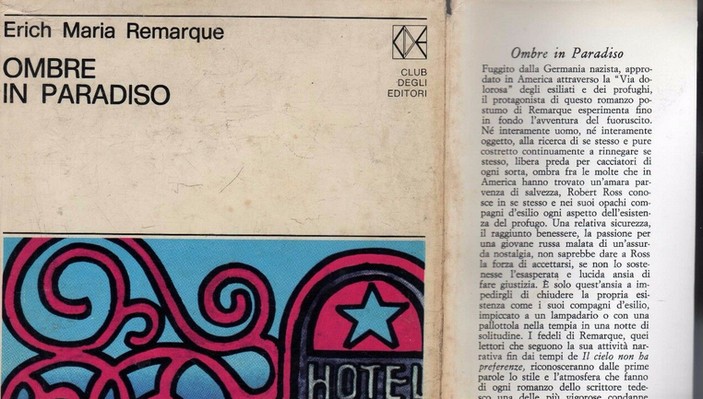 Erich Maria Remarque
OMBRE
IN PARADISO
CLUB
DEGLI
EDITORI
HOTEL
Ombre in Paradiso
Fuggito dalla Germania nazista, appro-
dato in America attraverso la "Via do-
lorosa" degli esiliati e dei profughi,
il protagonista di questo romanzo po-
stumo di Remarque esperimenta fino
in fondo l'avventura del fuoruscito.
Né interamente uomo, né interamente
oggetto, alla ricerca di se stesso e pure
costretto continuamente a rinnegare se
stesso, libera preda per cacciatori di
ogni sorta, ombra fra le molte che in
America hanno trovato un'amara par-
venza di salvezza, Robert Ross cono-
sce in se stesso e nei suoi opachi com-
pagni d'esilio ogni aspetto dell'esisten-
za del profugo. Una relativa sicurezza,
il raggiunto benessere, la passione per
una giovane russa malata di un'assur-
da nostalgia, non saprebbe dare a Ross
la forza di accettarsi, se non lo soste-
nesse l'esasperata e lucida ansia di
fare giustizia. È solo quest'ansia a im-
pedirgli di chiudere la propria esi-
stenza come i suoi compagni d'esilio,
impiccato a un lampadario o con una
pallottola nella tempia in una notte di
solitudine. I fedeli di Remarque, quei
lettori che seguono la sua attività nar-
rativa fin dai tempi de Il cielo non ha
preferenze, riconosceranno dalle prime
parole lo stile e l'atmosfera che fanno
di ogni romanzo dello scrittore tede-
sco una delle più vigorose condanne